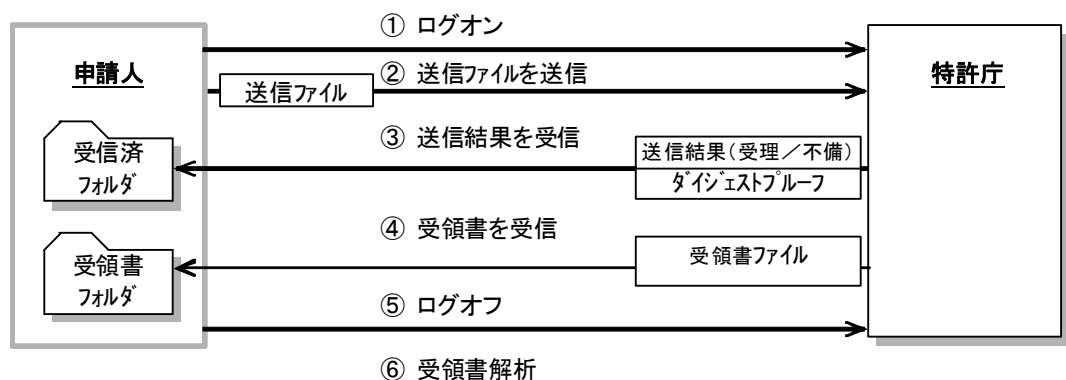 ① ログオン
申請人
② 送信ファイルを送信
特許庁
送信ファイル
③ 送信結果を受信
受信済
フォルダ
送信結果（受理／不備）
ダイジェストプルーフ
④ 受領書を受信
受領書
フォルダ
受領書ファイル
⑤ ログオフ
⑥ 受領書解析